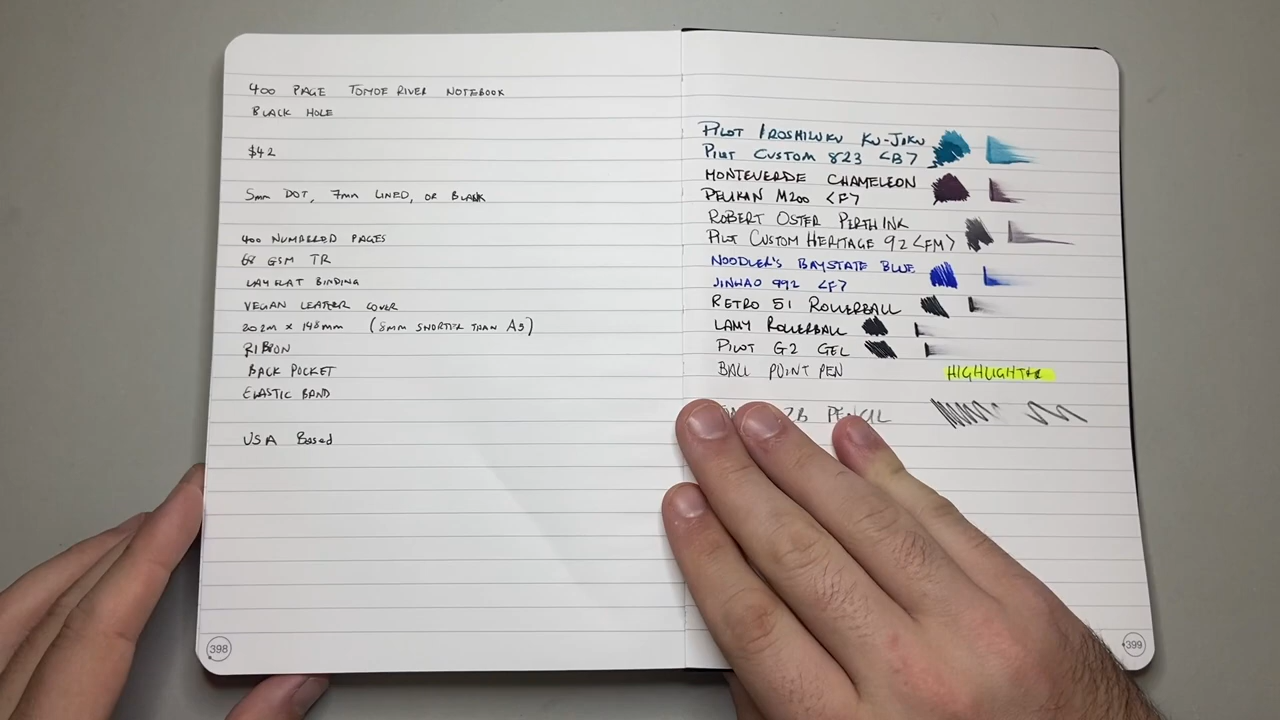 400 PAGE TOMOE RIVER NOTEBOOK
BLACK HOLE
$42
5mm DOT, 7mm LINED, OR BLANK
400 NUMBERED PAGES
68 GSM TR
LAY FLAT BINDING
VEGAN LEATHER COVER
202m x 148mm (8mm SHORTER THAN A5)
RIBBON
BACK POCKET
ELASTIC BAND
USA Based
398
PILOT IROSHIZUKU KU-JAKU
PILOT CUSTOM 823 <B>
MONTEVERDE CHAMELEON
PELIKAN M200 <F>
ROBERT OSTER PERTH INK
PILOT CUSTOM HERITAGE 92 <FM>
NOODLER'S BAYSTATE BLUE
JINHAO 992 <F>
RETRO 51 ROLLERBALL
LAMY ROLLERBALL
PILOT G2 GEL
BALL POINT PEN HIGHLIGHTER
2B PENCIL
399